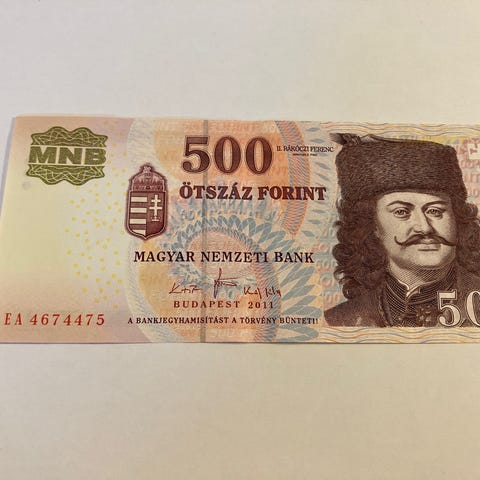 MNB
500
II. RÁKÓCZI FERENC
ÖTSZÁZ FORINT
MAGYAR NEMZETI BANK
BUDAPEST 2011
EA 4674475
A BANKJEGYHAMISÍTÁST A TÖRVÉNY BÜNTETI!
50